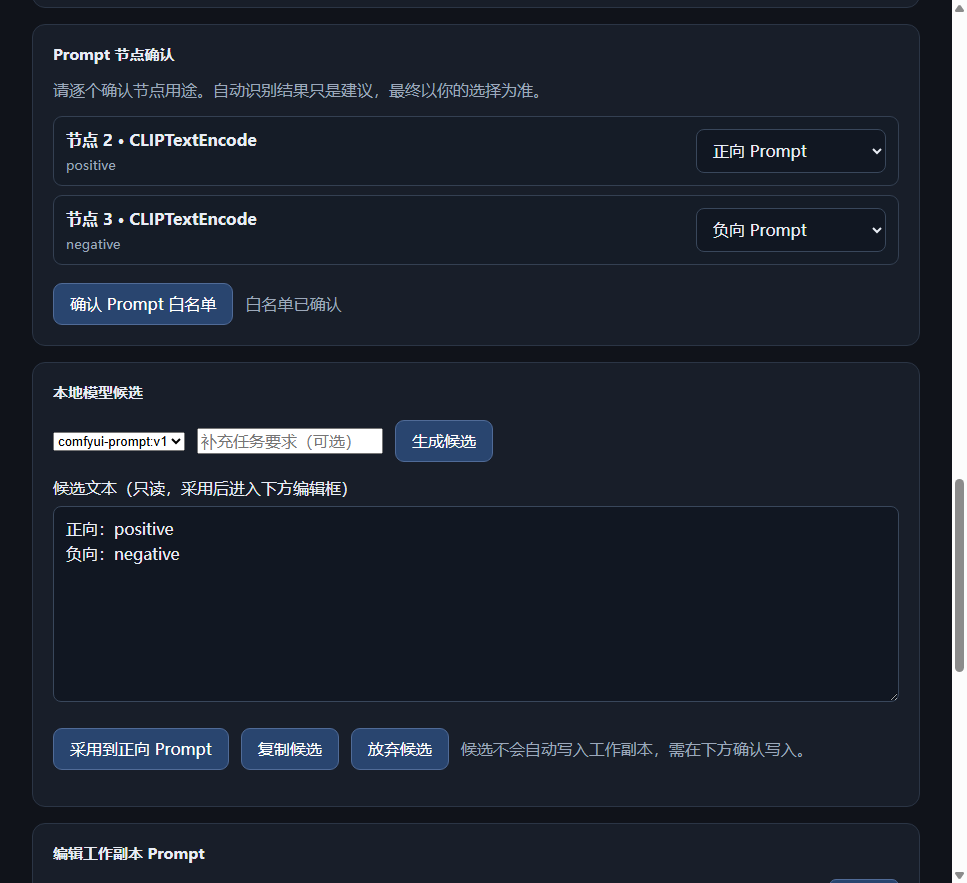 Prompt 节点确认
请逐个确认节点用途。自动识别结果只是建议，最终以你的选择为准。
节点 2 • CLIPTextEncode
positive
正向 Prompt
节点 3 • CLIPTextEncode
negative
负向 Prompt
确认 Prompt 白名单
白名单已确认
本地模型候选
comfyui-prompt:v1
补充任务要求（可选）
生成候选
候选文本（只读，采用后进入下方编辑框）
正向：positive
负向：negative
采用到正向 Prompt
复制候选
放弃候选
候选不会自动写入工作副本，需在下方确认写入。
编辑工作副本 Prompt